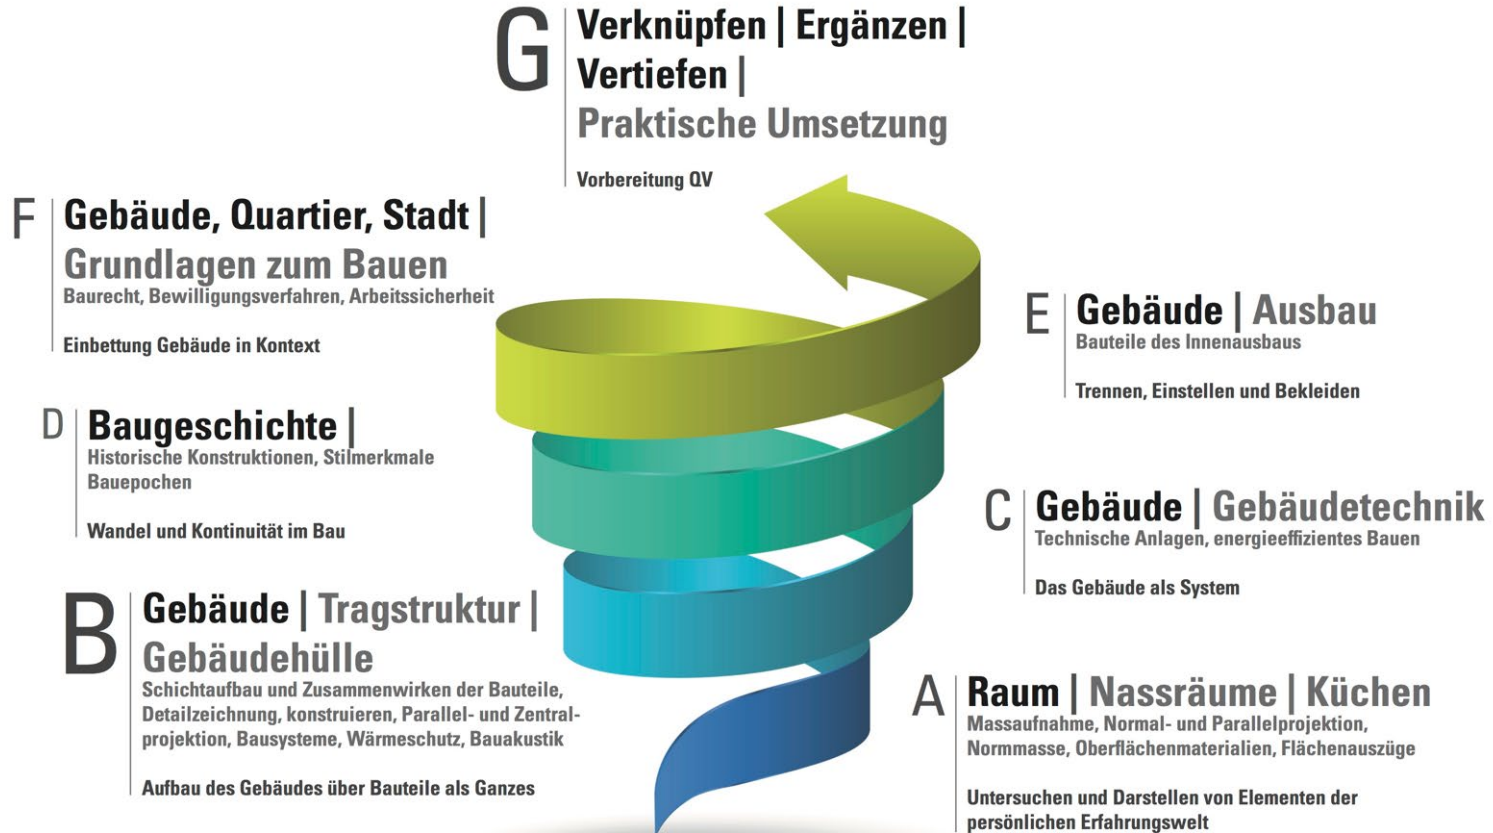 G
Verknüpfen | Ergänzen |
Vertiefen |
Praktische Umsetzung
Vorbereitung QV
F
Gebäude, Quartier, Stadt |
Grundlagen zum Bauen
Baurecht, Bewilligungsverfahren, Arbeitssicherheit
Einbettung Gebäude in Kontext
E
Gebäude | Ausbau
Bauteile des Innenausbaus
Trennen, Einstellen und Bekleiden
D
Baugeschichte |
Historische Konstruktionen, Stilmerkmale
Bauepochen
Wandel und Kontinuität im Bau
C
Gebäude | Gebäudetechnik
Technische Anlagen, energieeffizientes Bauen
Das Gebäude als System
B
Gebäude | Tragstruktur |
Gebäudehülle
Schichtaufbau und Zusammenwirken der Bauteile,
Detailzeichnung, konstruieren, Parallel- und Zentral-
projektion, Bausysteme, Wärmeschutz, Bauakustik
Aufbau des Gebäudes über Bauteile als Ganzes
A
Raum | Nassräume | Küchen
Massaufnahme, Normal- und Parallelprojektion,
Normmasse, Oberflächenmaterialien, Flächenauszüge
Untersuchen und Darstellen von Elementen der
persönlichen Erfahrungswelt